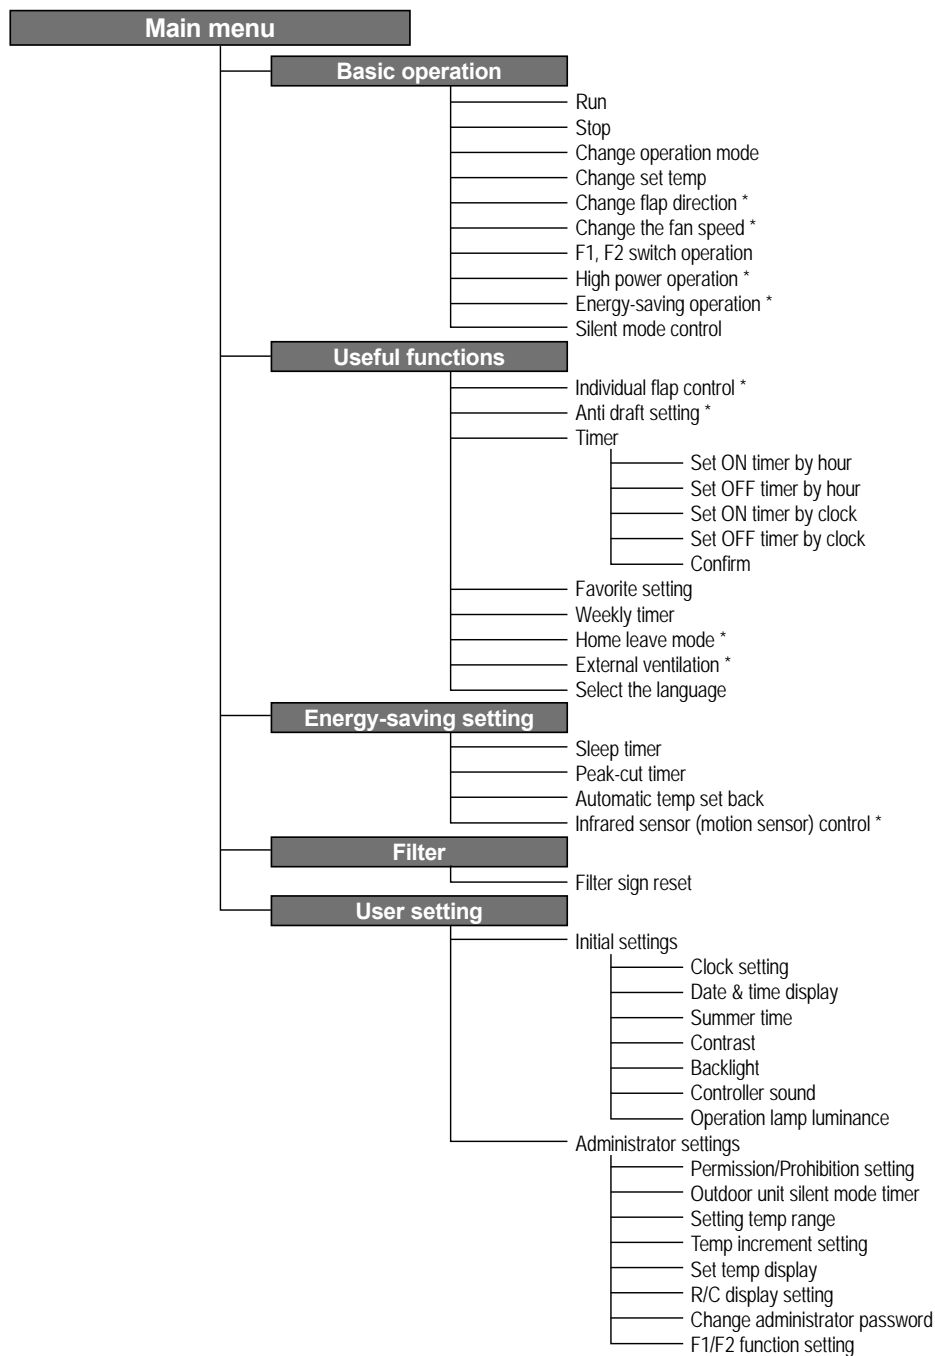 Main menu
Basic operation
Run
Stop
Change operation mode
Change set temp
Change flap direction *
Change the fan speed *
F1, F2 switch operation
High power operation *
Energy-saving operation *
Silent mode control
Useful functions
Individual flap control *
Anti draft setting *
Timer
Set ON timer by hour
Set OFF timer by hour
Set ON timer by clock
Set OFF timer by clock
Confirm
Favorite setting
Weekly timer
Home leave mode *
External ventilation *
Select the language
Energy-saving setting
Sleep timer
Peak-cut timer
Automatic temp set back
Infrared sensor (motion sensor) control *
Filter
Filter sign reset
User setting
Initial settings
Clock setting
Date & time display
Summer time
Contrast
Backlight
Controller sound
Operation lamp luminance
Administrator settings
Permission/Prohibition setting
Outdoor unit silent mode timer
Setting temp range
Temp increment setting
Set temp display
R/C display setting
Change administrator password
F1/F2 function setting